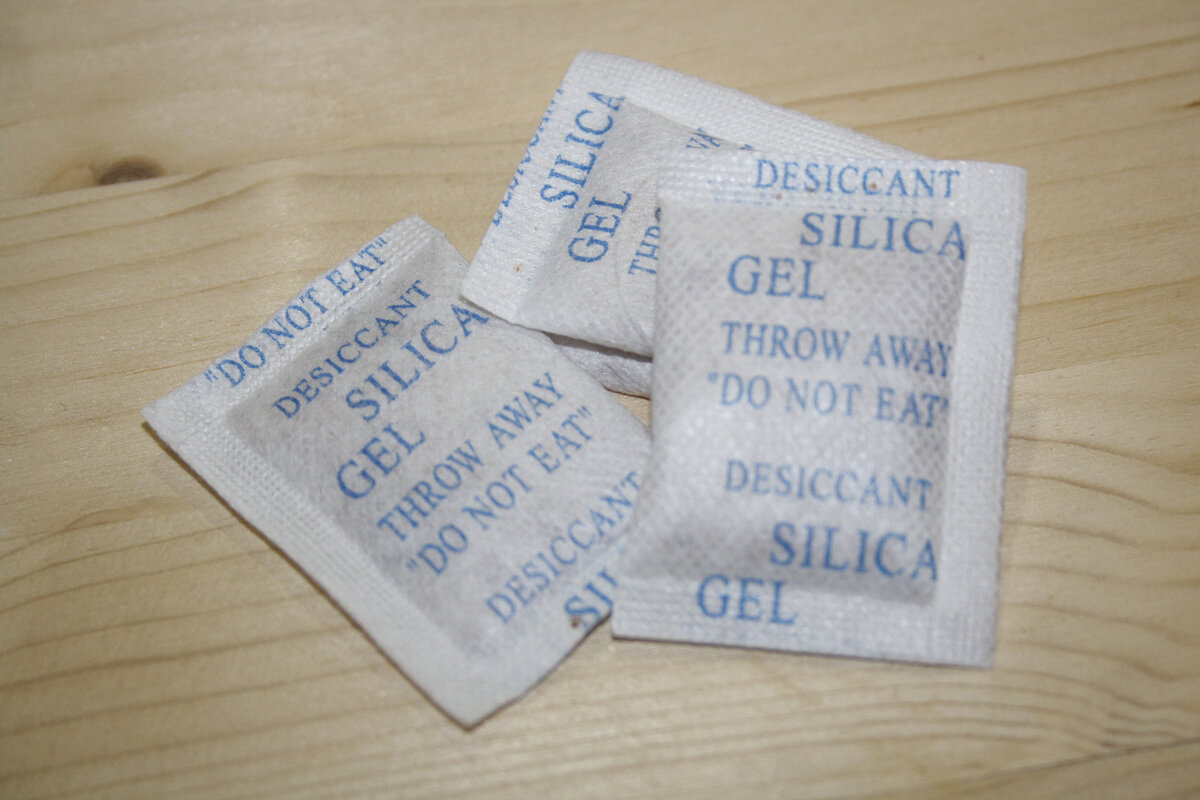 "DO NOT EAT"
DESICCANT
SILICA
GEL
THROW AWAY
"DO NOT EAT"
DESICCANT
SILICA
GEL
DESICCANT
SILICA
GEL
THROW AWAY
"DO NOT EAT"
DESICCANT
SILICA
GEL